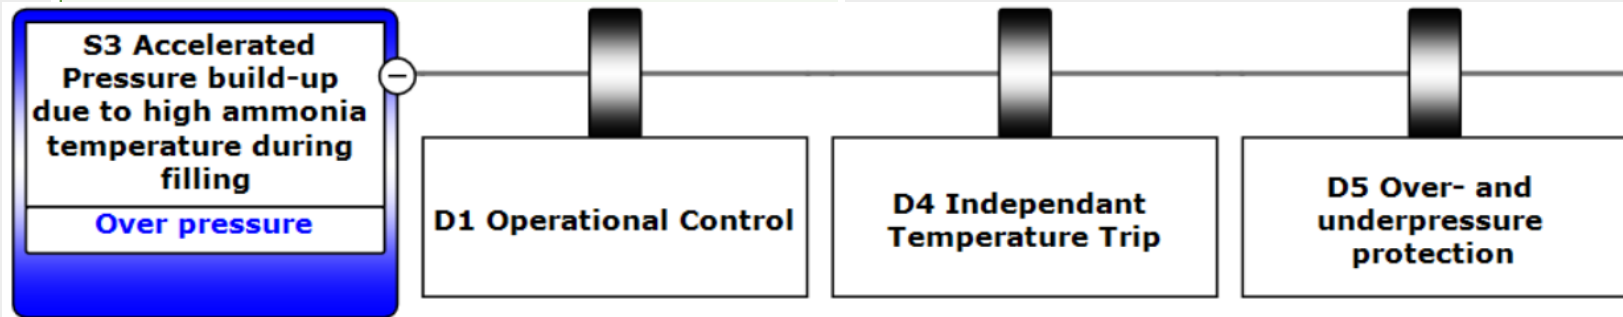 S3 Accelerated
Pressure build-up
due to high ammonia
temperature during
filling
Over pressure
D1 Operational Control
D4 Independant
Temperature Trip
D5 Over- and
underpressure
protection